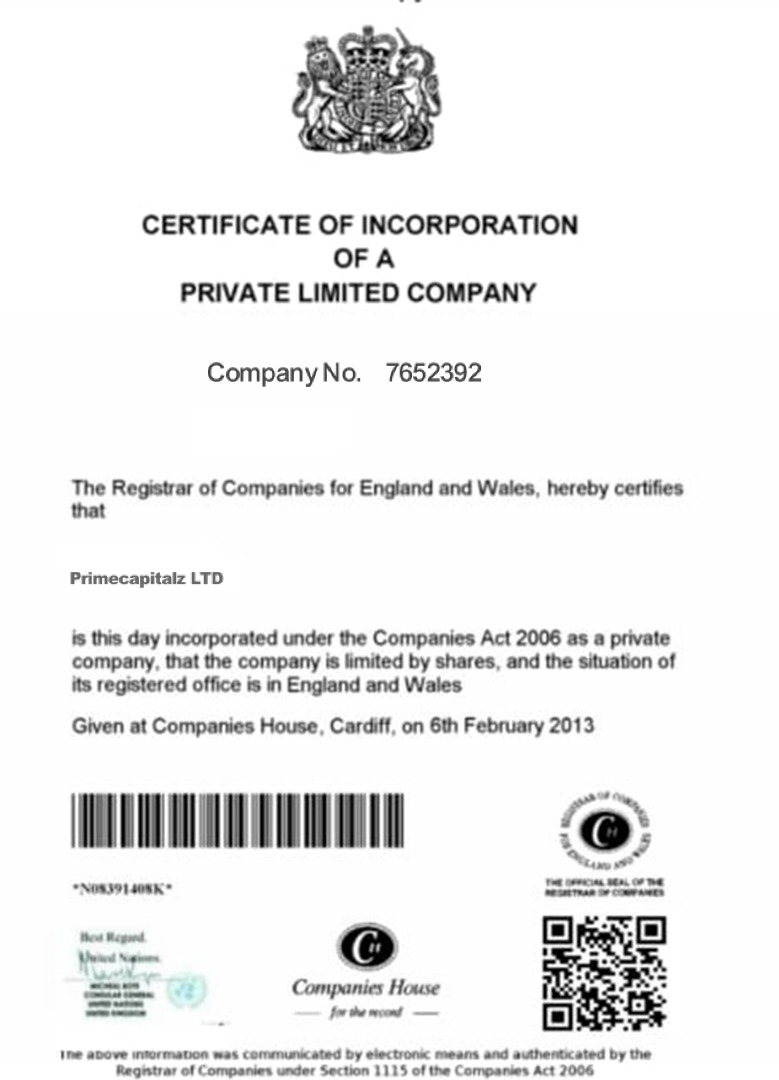 CERTIFICATE OF INCORPORATION
OF A
PRIVATE LIMITED COMPANY
Company No. 7652392
The Registrar of Companies for England and Wales, hereby certifies
that
Primecapitalz LTD
is this day incorporated under the Companies Act 2006 as a private
company, that the company is limited by shares, and the situation of
its registered office is in England and Wales
Given at Companies House, Cardiff, on 6th February 2013
REGISTRAR OF COMPANIES
FOR ENGLAND AND WALES
CH
THE OFFICIAL SEAL OF THE
REGISTRAR OF COMPANIES
*N08391408K*
Best Regard.
United Nations.
CONSULAR GENERAL
UNITED NATIONS
UNITED KINGDOM
CH
Companies House
for the record
The above information was communicated by electronic means and authenticated by the
Registrar of Companies under Section 1115 of the Companies Act 2006